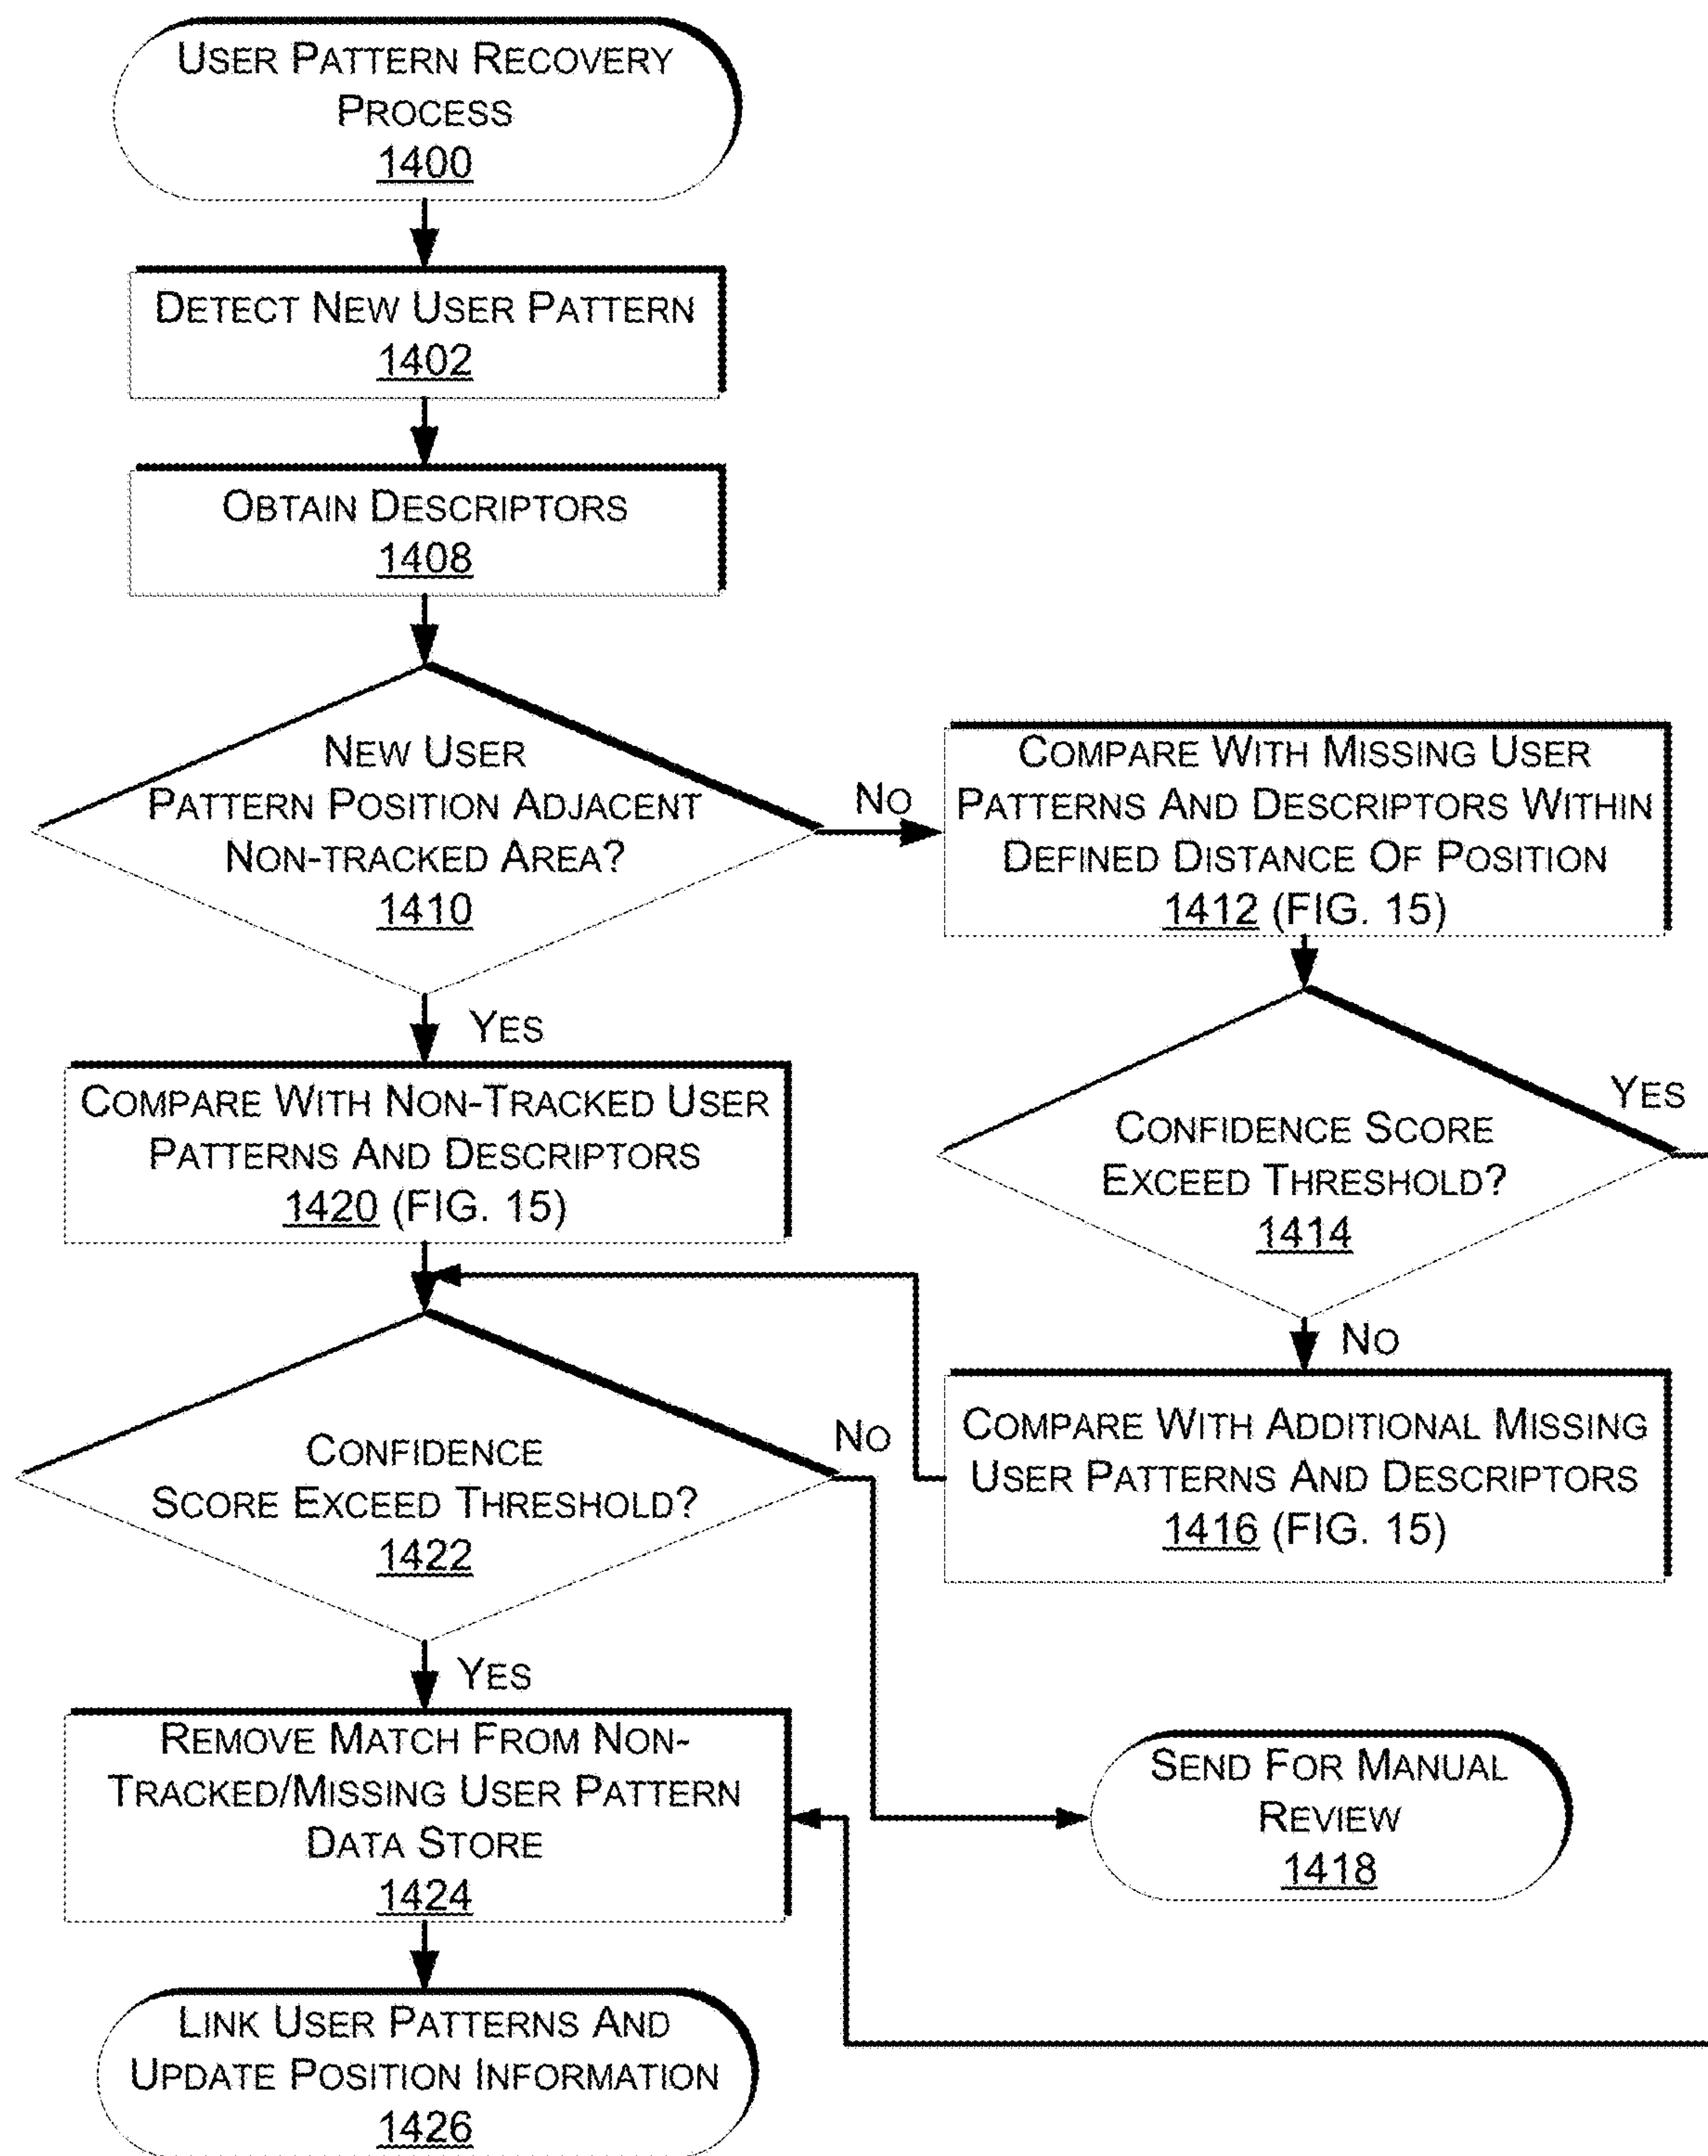 USER PATTERN RECOVERY
PROCESS
1400
DETECT NEW USER PATTERN
1402
OBTAIN DESCRIPTORS
1408
NEW USER
PATTERN POSITION ADJACENT
NON-TRACKED AREA?
1410
NO
COMPARE WITH MISSING USER
PATTERNS AND DESCRIPTORS WITHIN
DEFINED DISTANCE OF POSITION
1412 (FIG. 15)
YES
COMPARE WITH NON-TRACKED USER
PATTERNS AND DESCRIPTORS
1420 (FIG. 15)
YES
CONFIDENCE SCORE
EXCEED THRESHOLD?
1414
NO
COMPARE WITH ADDITIONAL MISSING
USER PATTERNS AND DESCRIPTORS
1416 (FIG. 15)
CONFIDENCE
SCORE EXCEED THRESHOLD?
1422
NO
YES
REMOVE MATCH FROM NON-
TRACKED/MISSING USER PATTERN
DATA STORE
1424
SEND FOR MANUAL
REVIEW
1418
LINK USER PATTERNS AND
UPDATE POSITION INFORMATION
1426